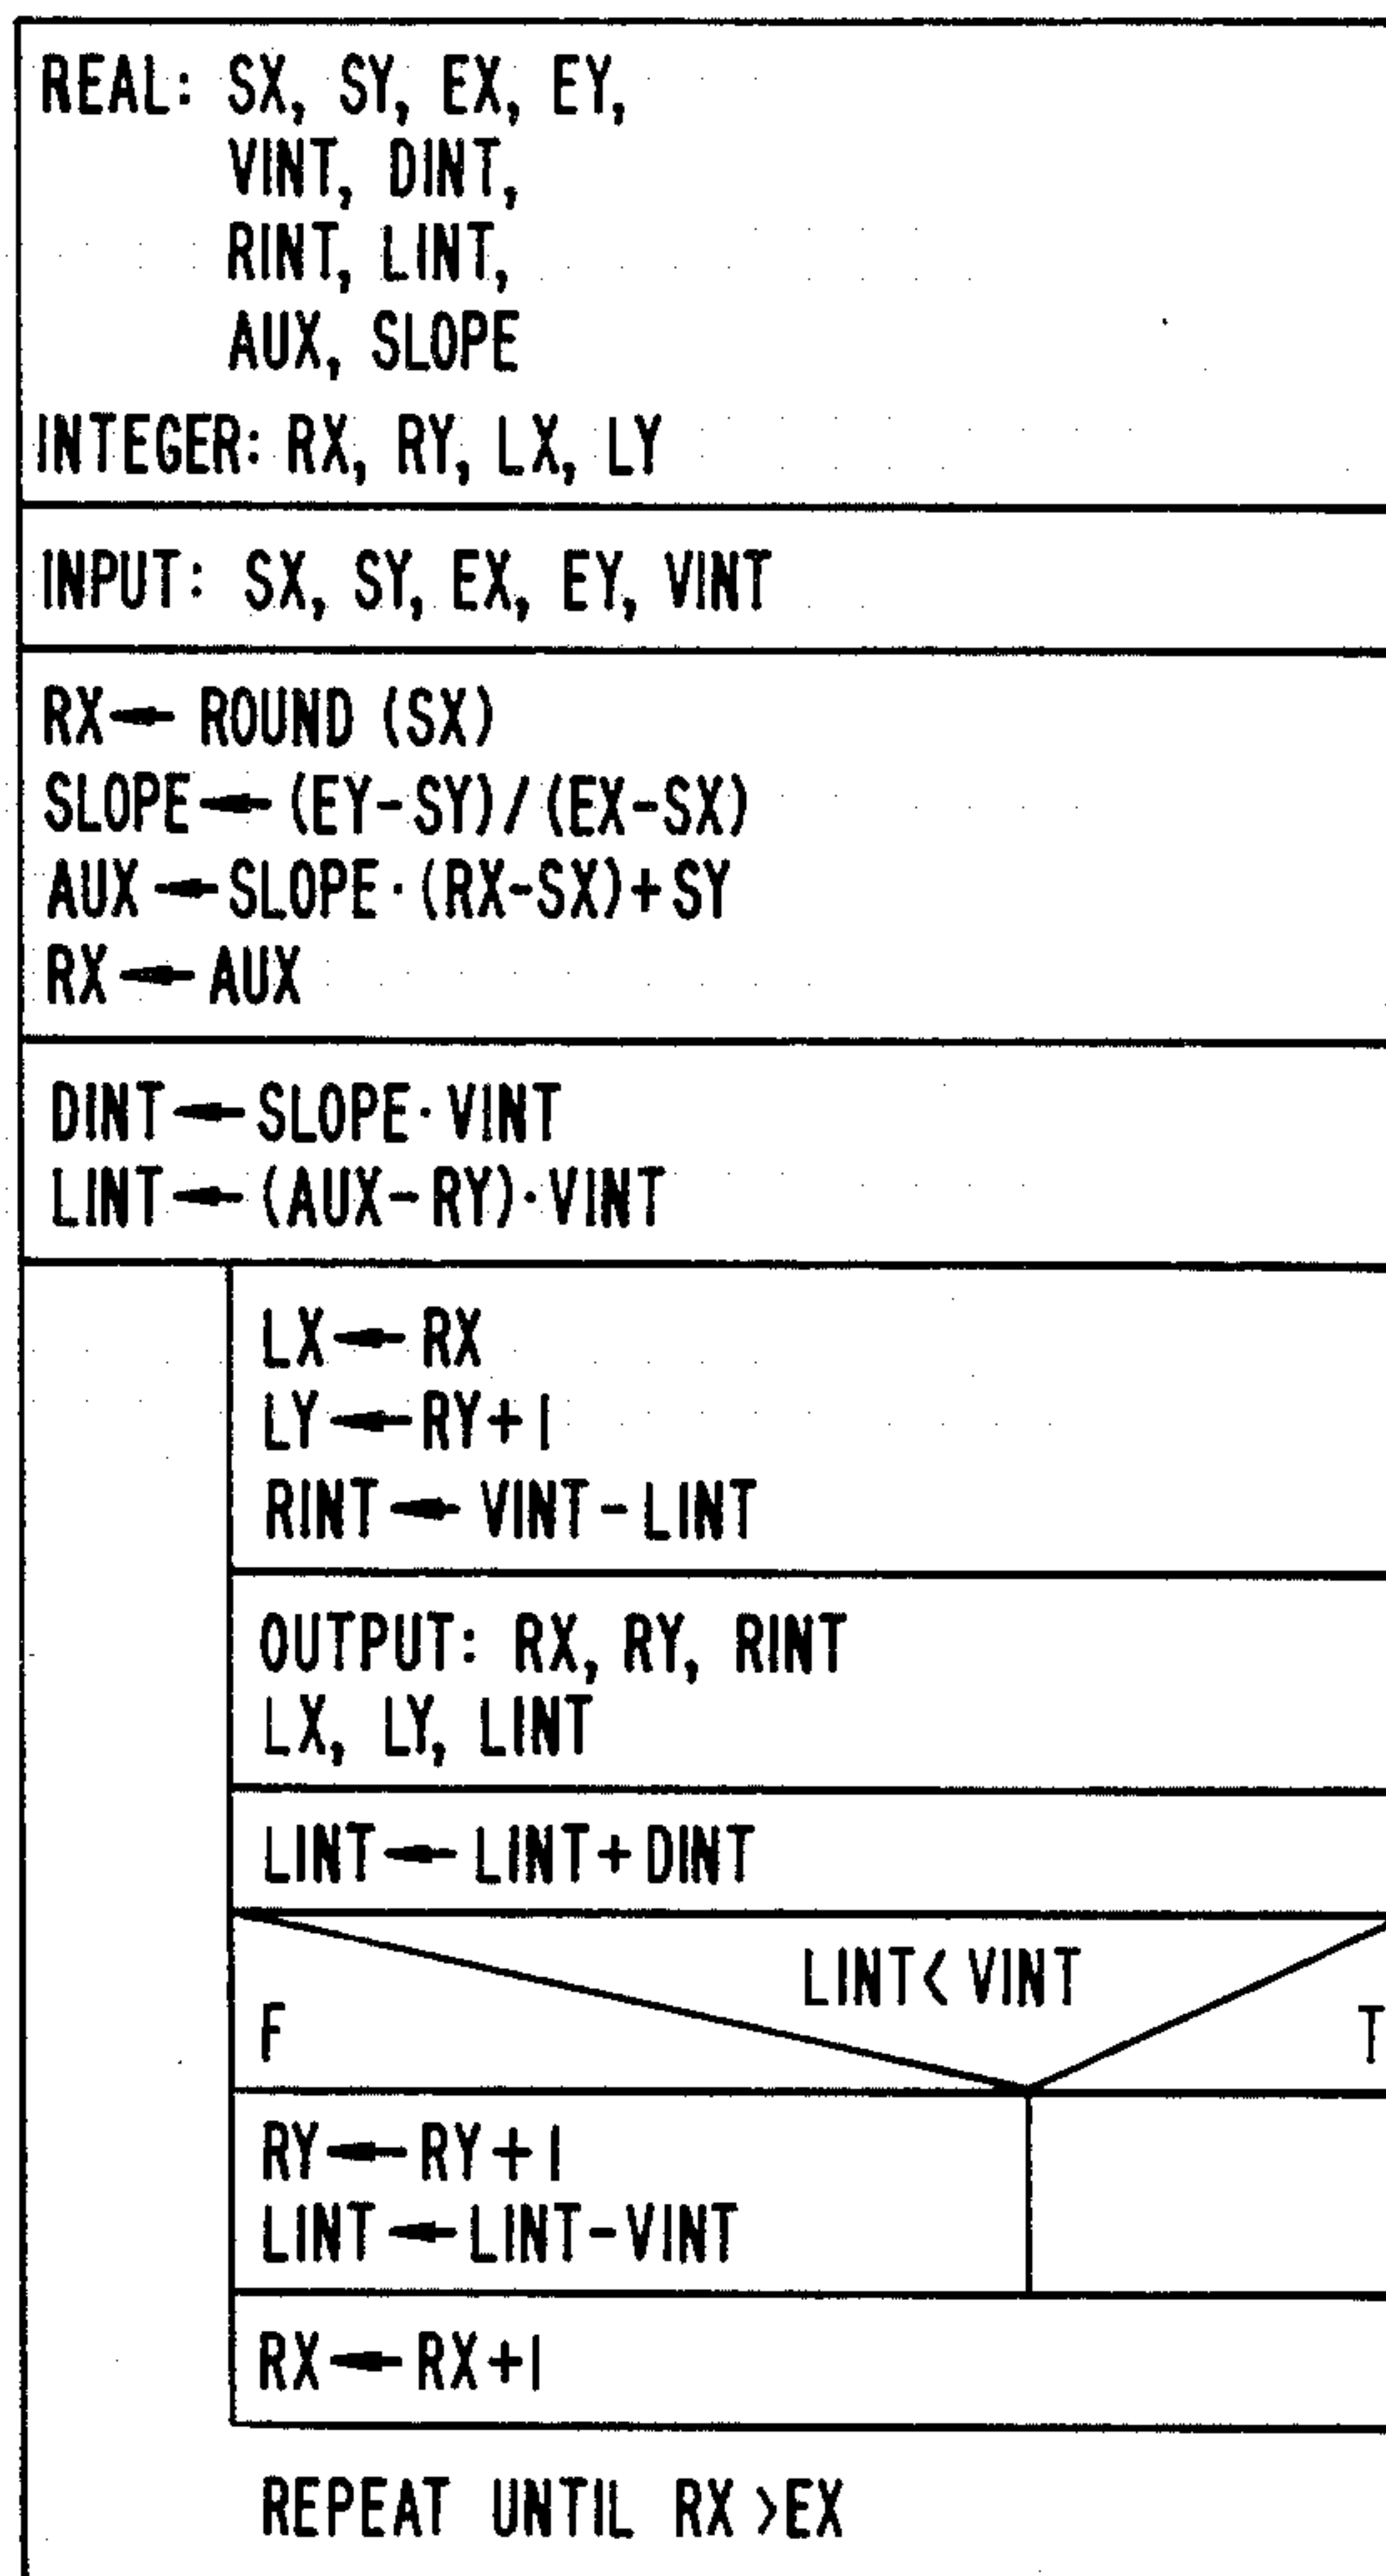 REAL: SX, SY, EX, EY,
VINT, DINT,
RINT, LINT,
AUX, SLOPE
INTEGER: RX, RY, LX, LY
INPUT: SX, SY, EX, EY, VINT
RX ← ROUND (SX)
SLOPE ← (EY-SY)/(EX-SX)
AUX ← SLOPE·(RX-SX)+SY
RX ← AUX
DINT ← SLOPE·VINT
LINT ← (AUX-RY)·VINT
LX ← RX
LY ← RY+1
RINT ← VINT-LINT
OUTPUT: RX, RY, RINT
LX, LY, LINT
LINT ← LINT+DINT
LINT< VINT
F
T
RY ← RY+1
LINT ← LINT-VINT
RX ← RX+1
REPEAT UNTIL RX >EX